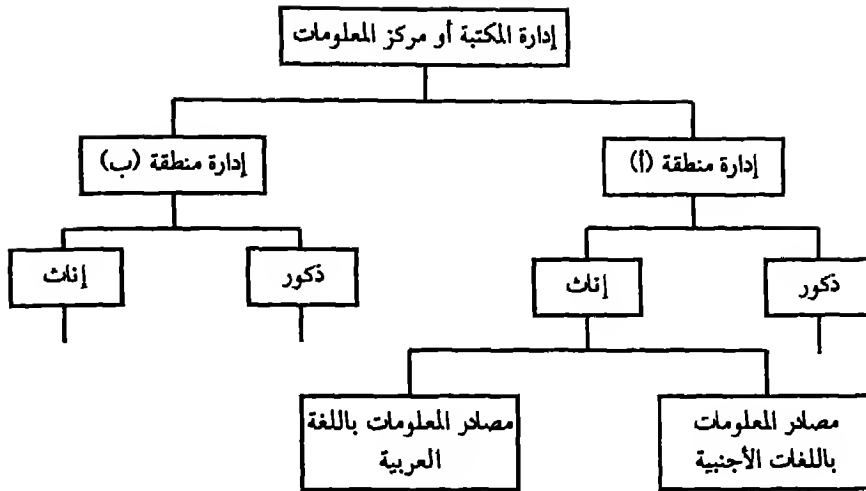 إدارة المكتبة أو مركز المعلومات
إدارة منطقة (أ)
إدارة منطقة (ب)
ذكور
إناث
ذكور
إناث
مصادر المعلومات
باللغات الأجنبية
مصادر المعلومات باللغة
العربية